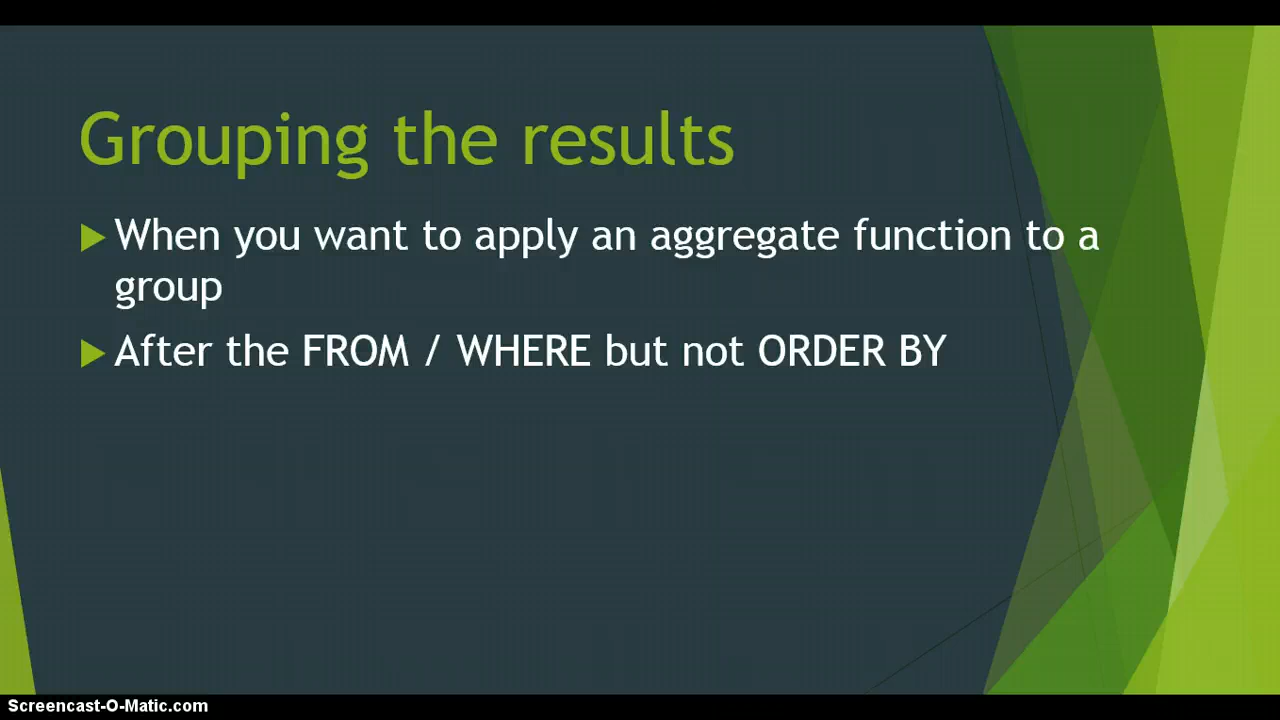 Grouping the results
When you want to apply an aggregate function to a
group
After the FROM / WHERE but not ORDER BY
Screencast-O-Matic.com